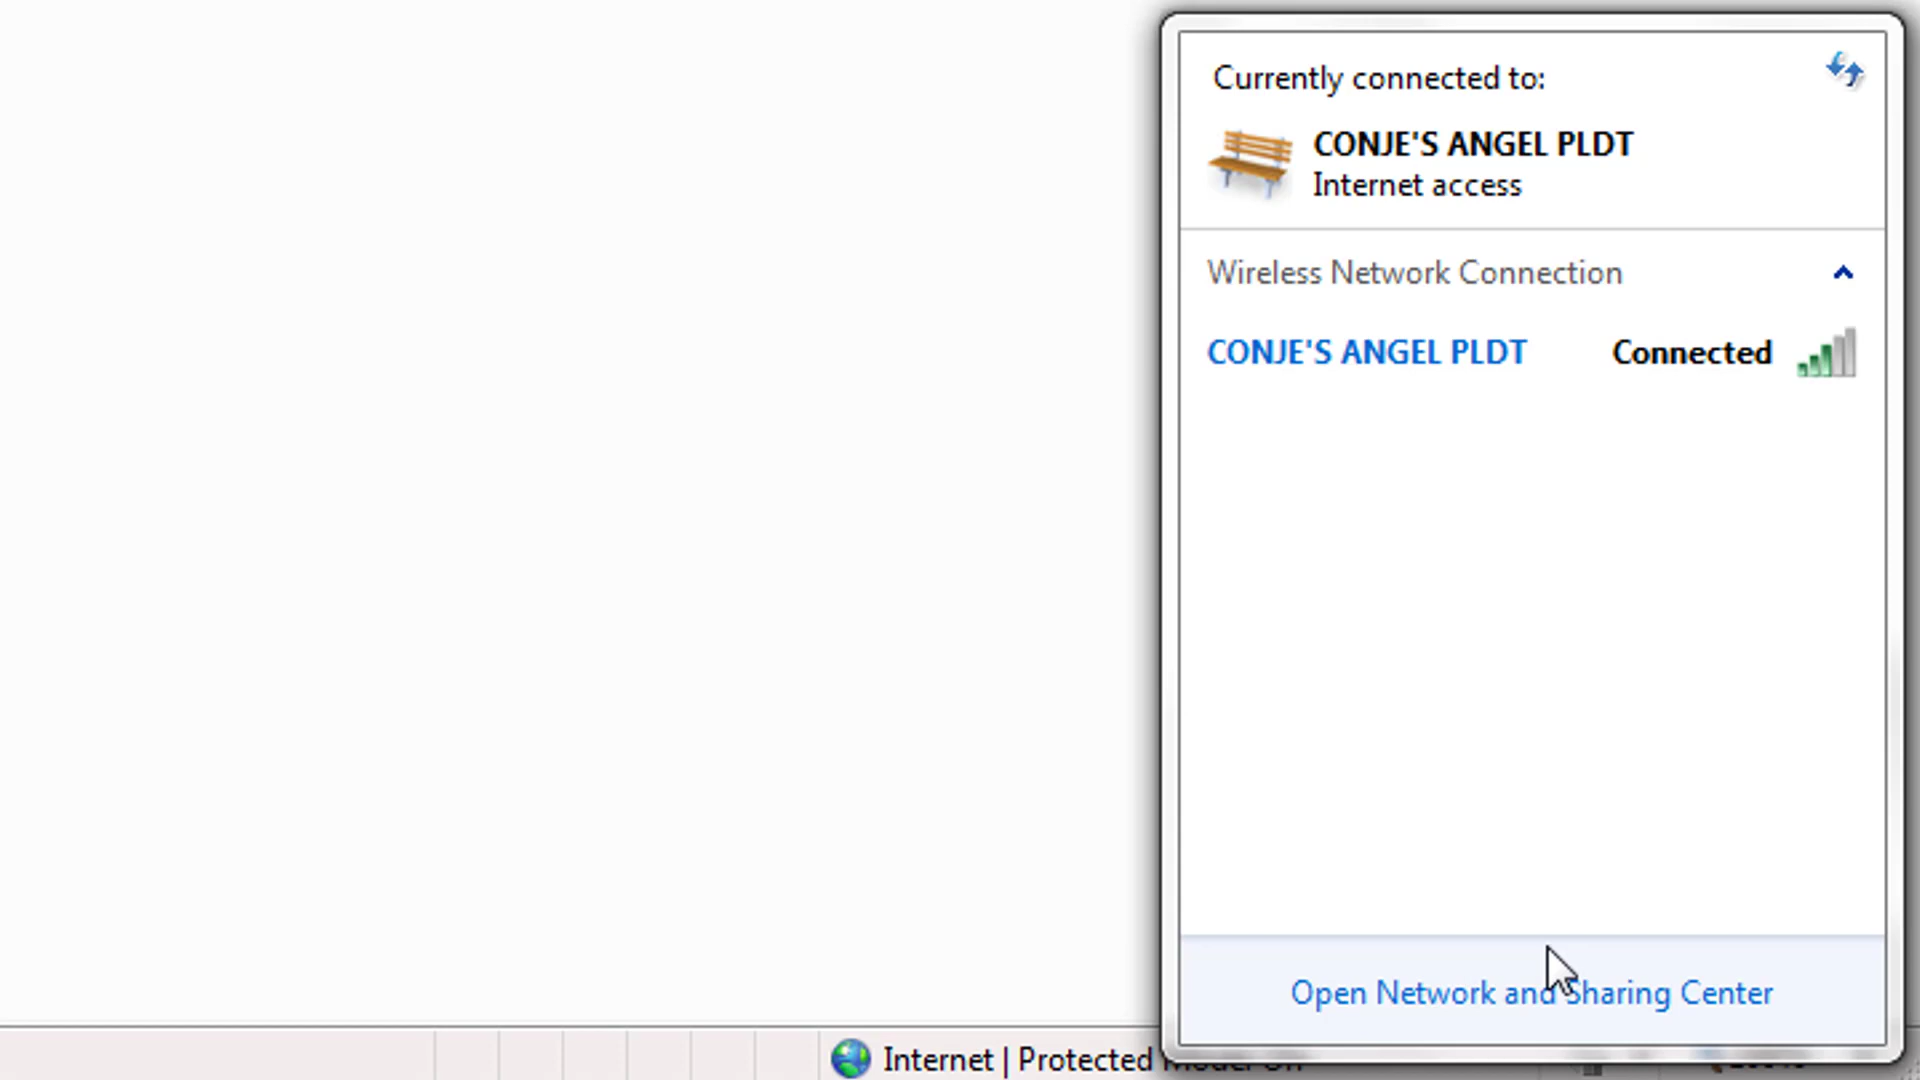 Currently connected to:
CONJE'S ANGEL PLDT
Internet access
Wireless Network Connection
CONJE'S ANGEL PLDT Connected
Open Network and Sharing Center
Internet | Protected